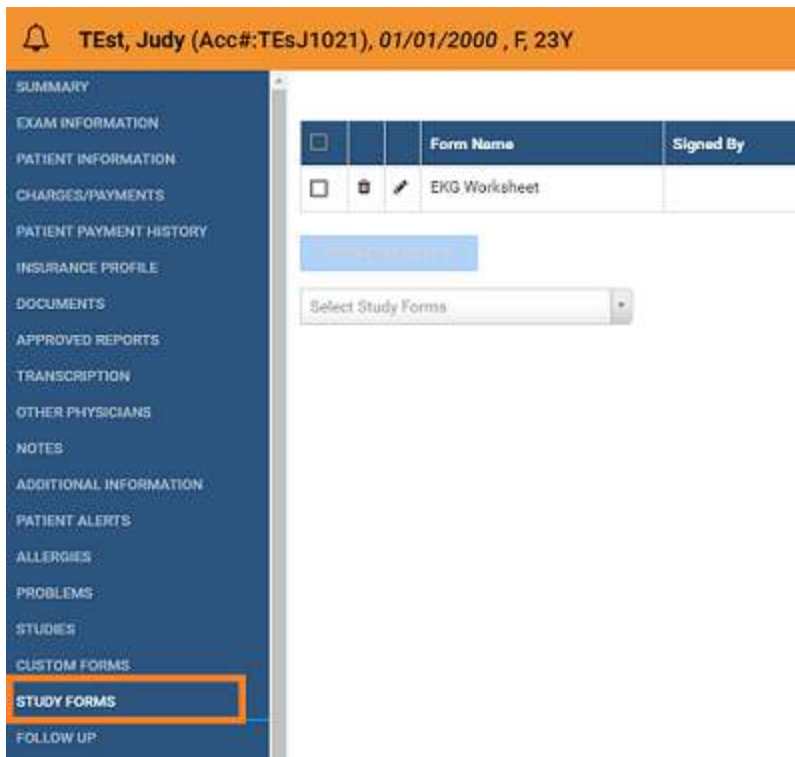 TEst, Judy (Acc#:TEsJ1021), 01/01/2000 , F, 23Y
SUMMARY
EXAM INFORMATION
PATIENT INFORMATION
CHARGES/PAYMENTS
PATIENT PAYMENT HISTORY
INSURANCE PROFILE
DOCUMENTS
APPROVED REPORTS
TRANSCRIPTION
OTHER PHYSICIANS
NOTES
ADDITIONAL INFORMATION
PATIENT ALERTS
ALLERGIES
PROBLEMS
STUDIES
CUSTOM FORMS
STUDY FORMS
FOLLOW UP
Form Name Signed By
EKG Worksheet
Select Study Forms